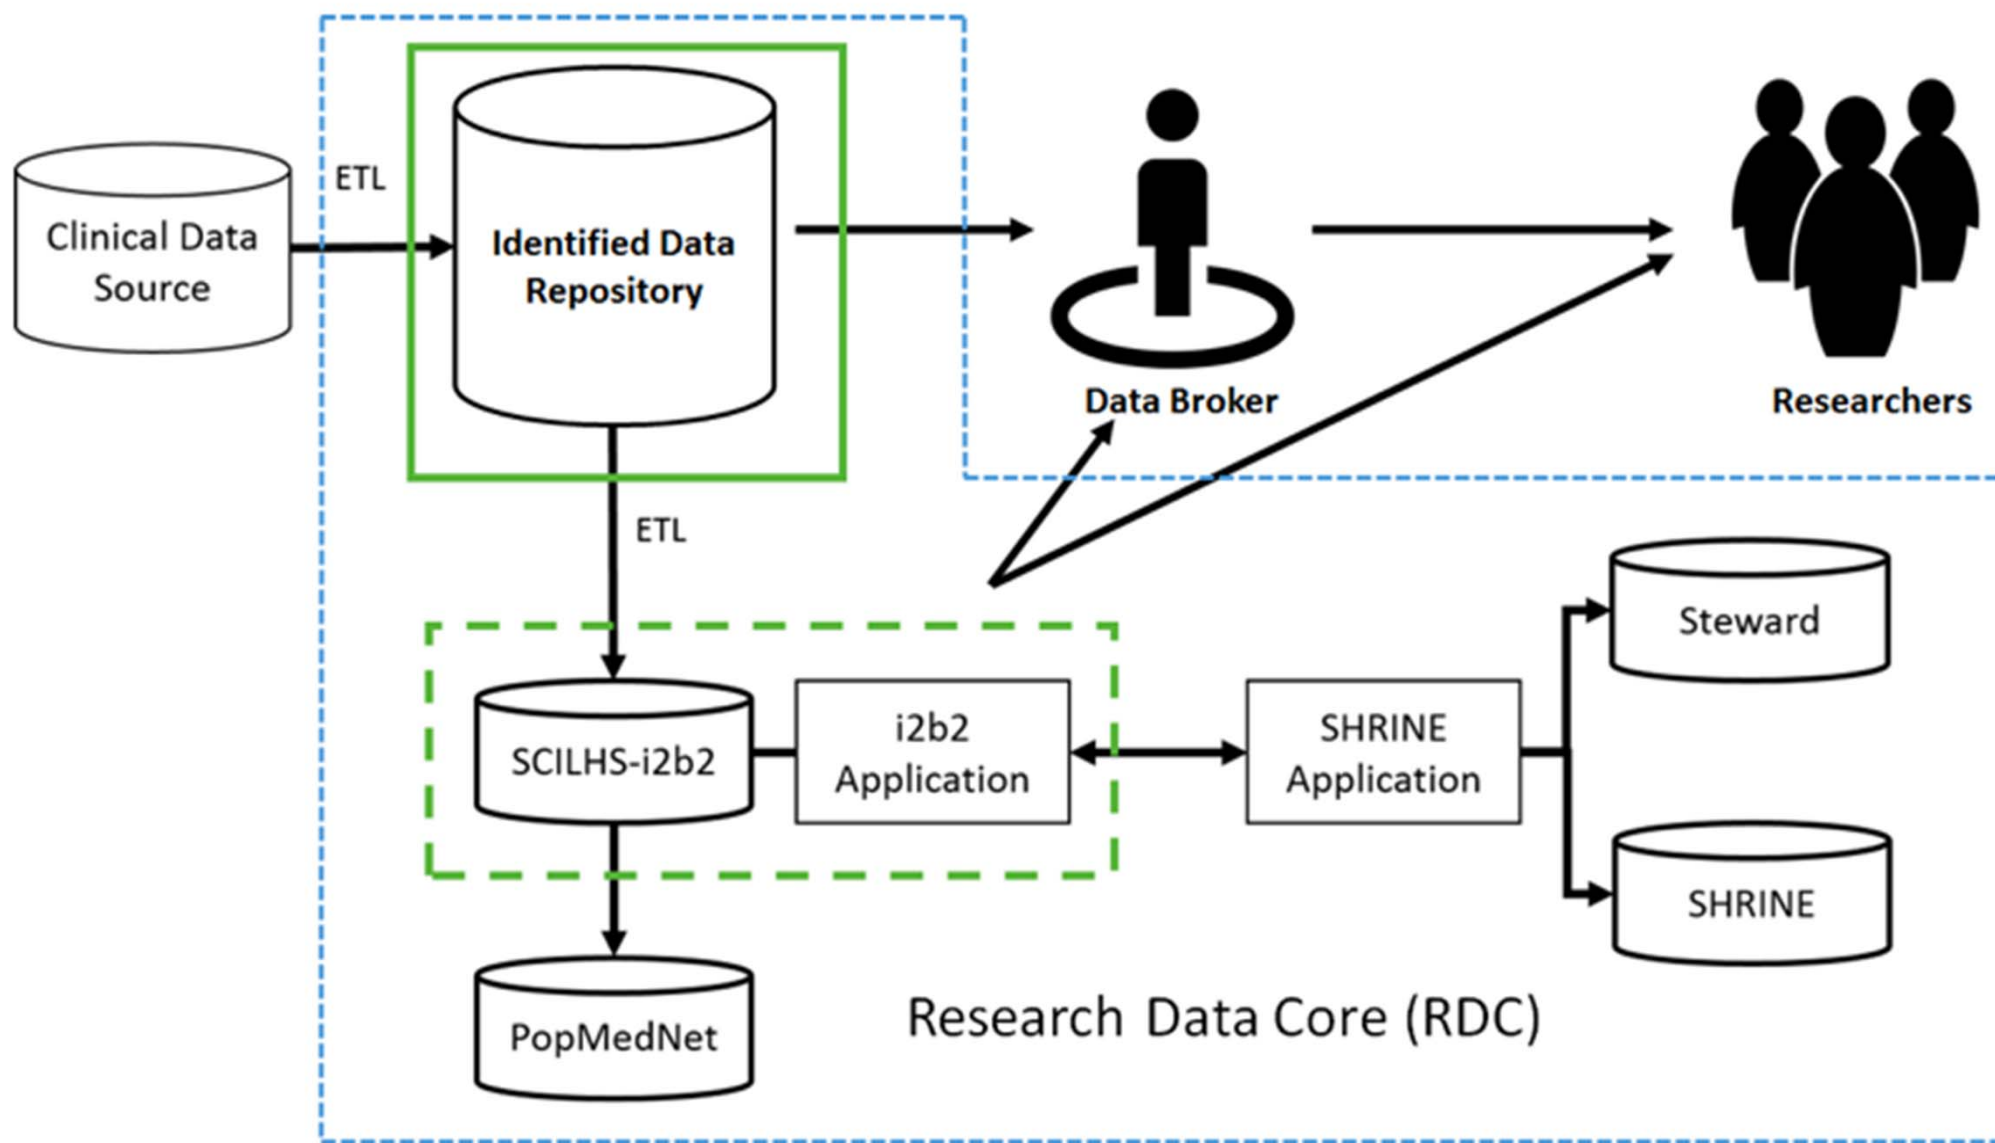 ETL
Clinical Data
Source
Identified Data
Repository
Data Broker
Researchers
ETL
Steward
SCILHS-i2b2
i2b2
Application
SHRINE
Application
SHRINE
PopMedNet
Research Data Core (RDC)